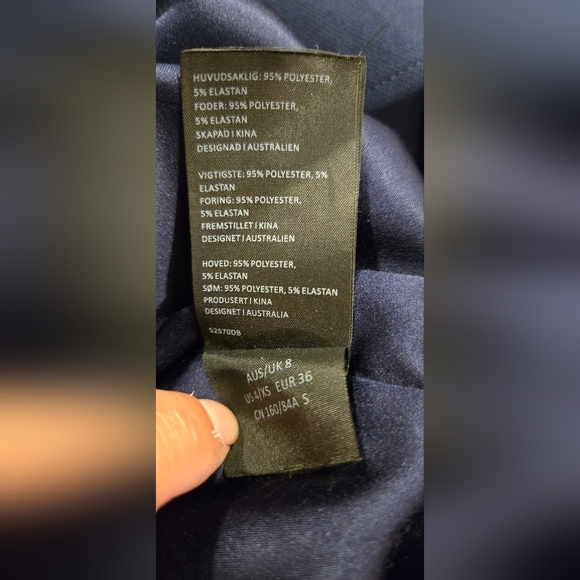 HUVUDSAKLIG: 95% POLYESTER,
5% ELASTAN
FODER: 95% POLYESTER,
5% ELASTAN
SKAPAD I KINA
DESIGNAD I AUSTRALIEN
VIGTIGSTE: 95% POLYESTER, 5%
ELASTAN
FORING: 95% POLYESTER,
5% ELASTAN
FREMSTILLET I KINA
DESIGNET I AUSTRALIEN
HOVED: 95% POLYESTER,
5% ELASTAN
SØM: 95% POLYESTER, 5% ELASTAN
PRODUSERT I KINA
DESIGNET I AUSTRALIA
52570DB
AUS/UK 8
US4/XS EUR 36
CN 160/84A S